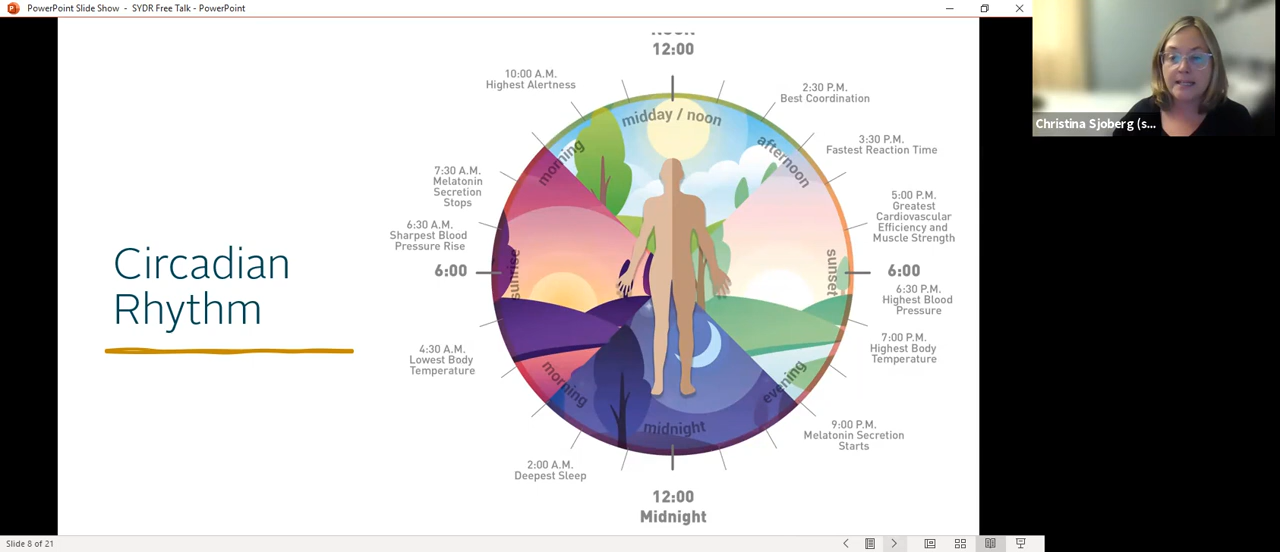 PowerPoint Slide Show - SYDR Free Talk - PowerPoint
NOON
12:00
10:00 A.M.
Highest Alertness
2:30 P.M.
Best Coordination
midday / noon
3:30 P.M.
Fastest Reaction Time
morning
afternoon
7:30 A.M.
Melatonin
Secretion
Stops
5:00 P.M.
Greatest
Cardiovascular
Efficiency and
Muscle Strength
6:30 A.M.
Sharpest Blood
Pressure Rise
Circadian
Rhythm
6:00
sunrise
sunset
6:00
6:30 P.M.
Highest Blood
Pressure
4:30 A.M.
Lowest Body
Temperature
7:00 P.M.
Highest Body
Temperature
morning
evening
midnight
9:00 P.M.
Melatonin Secretion
Starts
2:00 A.M.
Deepest Sleep
12:00
Midnight
Christina Sjoberg (s...
Slide 8 of 21